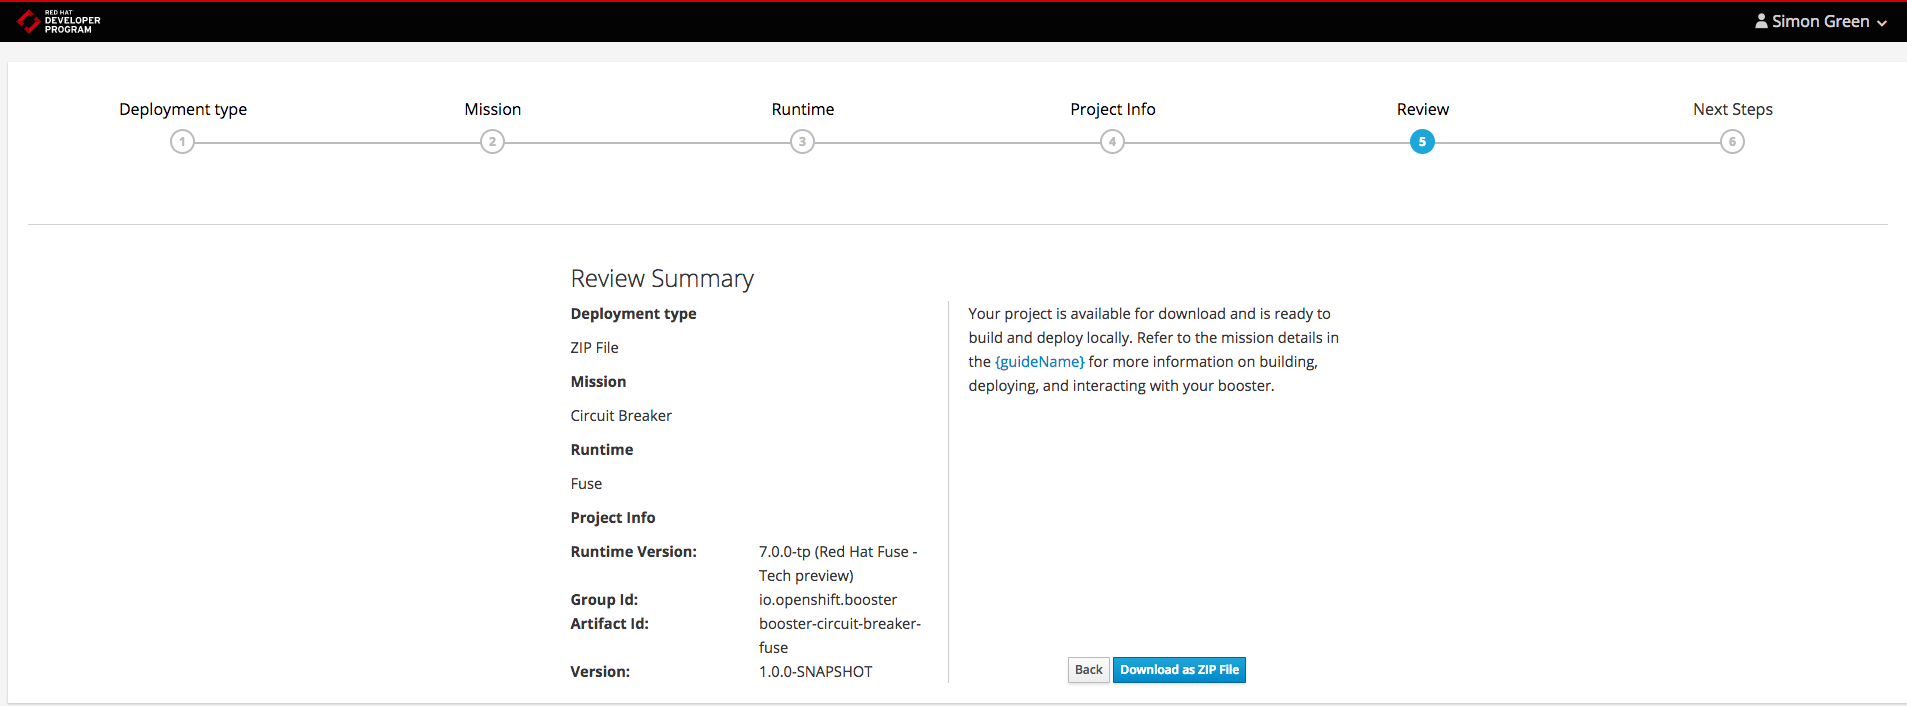 RED HAT
DEVELOPER
PROGRAM
Simon Green
Deployment type
Mission
Runtime
Project Info
Review
Next Steps
1
2
3
4
5
6
Review Summary
Deployment type
ZIP File
Mission
Circuit Breaker
Runtime
Fuse
Project Info
Runtime Version: 7.0.0-tp (Red Hat Fuse -
Tech preview)
Group Id: io.openshift.booster
Artifact Id: booster-circuit-breaker-
fuse
Version: 1.0.0-SNAPSHOT
Your project is available for download and is ready to
build and deploy locally. Refer to the mission details in
the {guideName} for more information on building,
deploying, and interacting with your booster.
Back
Download as ZIP File